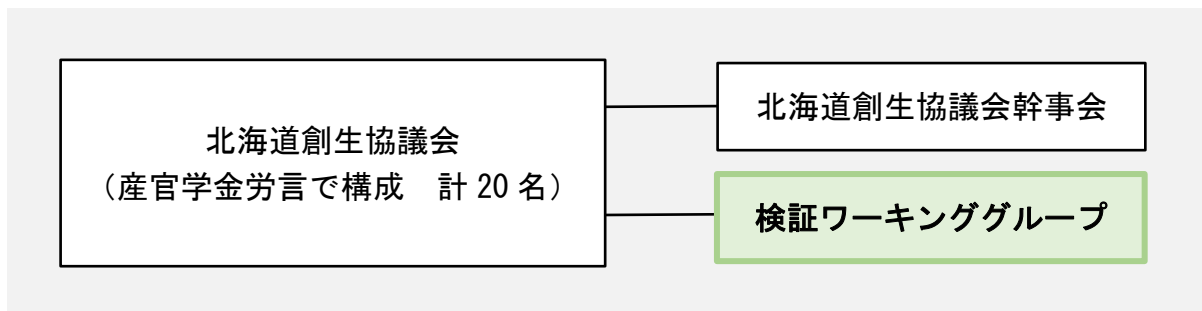 北海道創生協議会
（産官学金労言で構成　計 20 名）
北海道創生協議会幹事会
検証ワーキンググループ